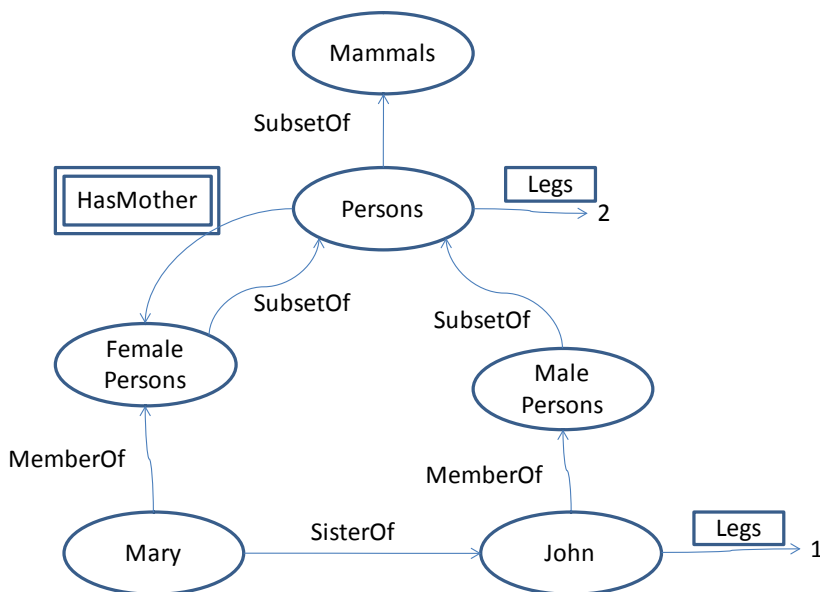 Mammals
SubsetOf
HasMother
Persons
Legs
2
SubsetOf
SubsetOf
Female
Persons
Male
Persons
MemberOf
MemberOf
Mary
SisterOf
John
Legs
1